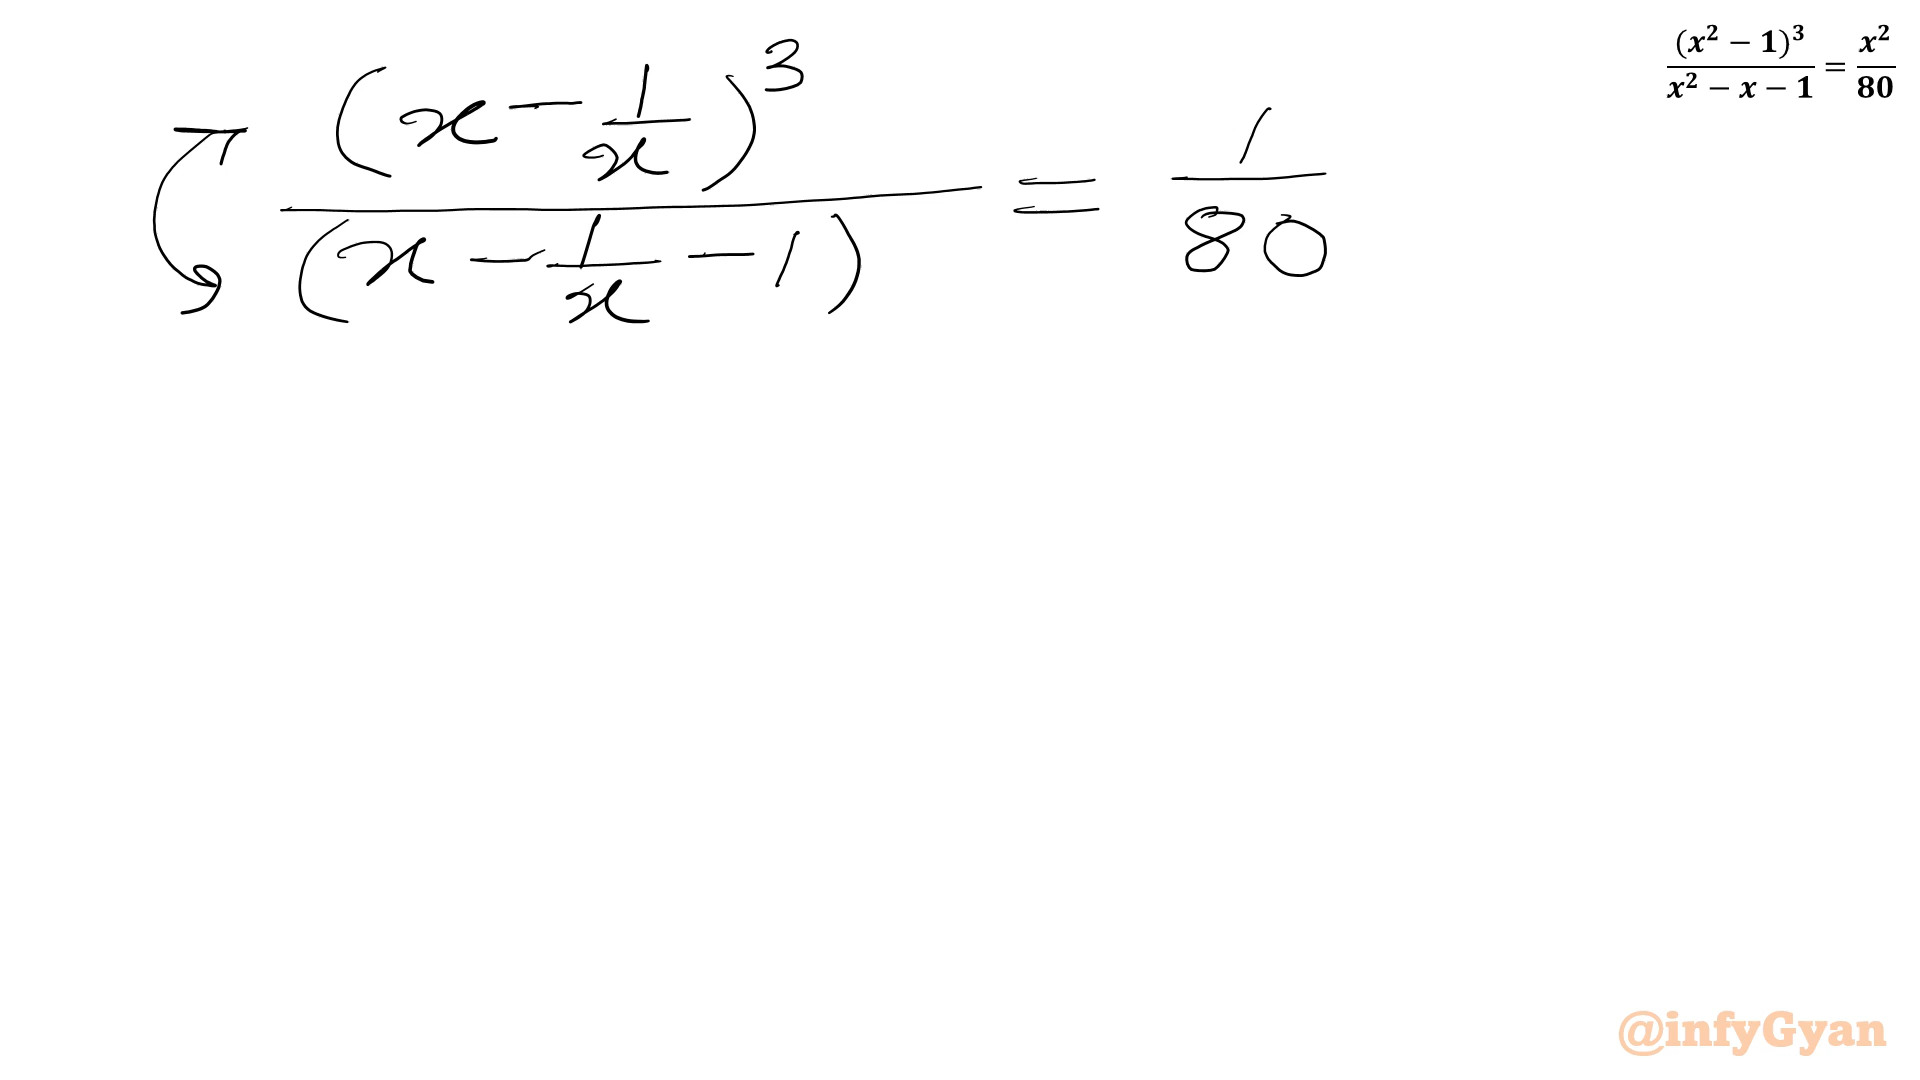 (x² − 1)³ / (x² − x − 1) = x² / 80
(x − 1/x)³ / (x − 1/x − 1) = 1 / 80
@infyGyan